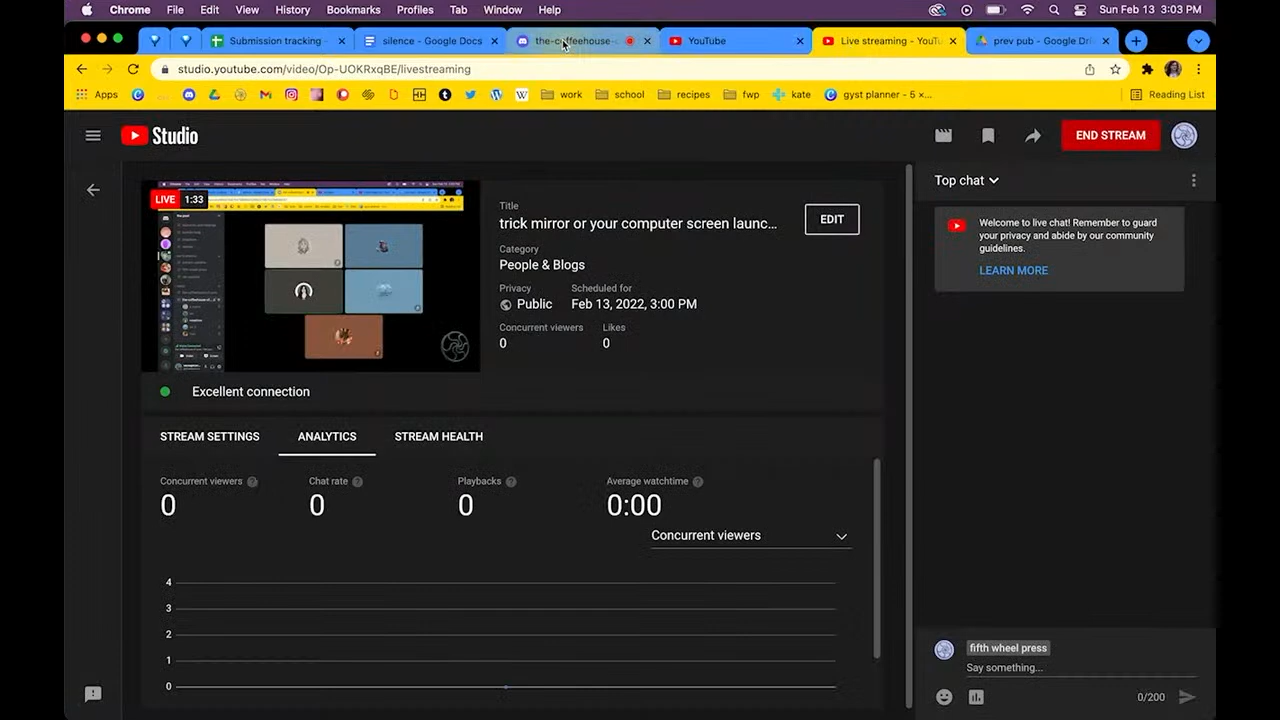 Chrome File Edit View History Bookmarks Profiles Tab Window Help Sun Feb 13 3:03 PM
Submission tracking - silence - Google Docs the-coffeehouse- YouTube Live streaming - YouTu prev pub - Google Dri
studio.youtube.com/video/Op-UOKRxqBE/livestreaming
Apps work school recipes fwp kate gyst planner - 5 ×... Reading List
Studio END STREAM
Top chat
LIVE 1:33
Title
trick mirror or your computer screen launc...
EDIT
Category
People & Blogs
Privacy Scheduled for
Public Feb 13, 2022, 3:00 PM
Concurrent viewers Likes
0 0
Welcome to live chat! Remember to guard
your privacy and abide by our community
guidelines.
LEARN MORE
Excellent connection
STREAM SETTINGS ANALYTICS STREAM HEALTH
Concurrent viewers Chat rate Playbacks Average watchtime
0 0 0 0:00
Concurrent viewers
4
3
2
1
0
fifth wheel press
Say something...
0/200